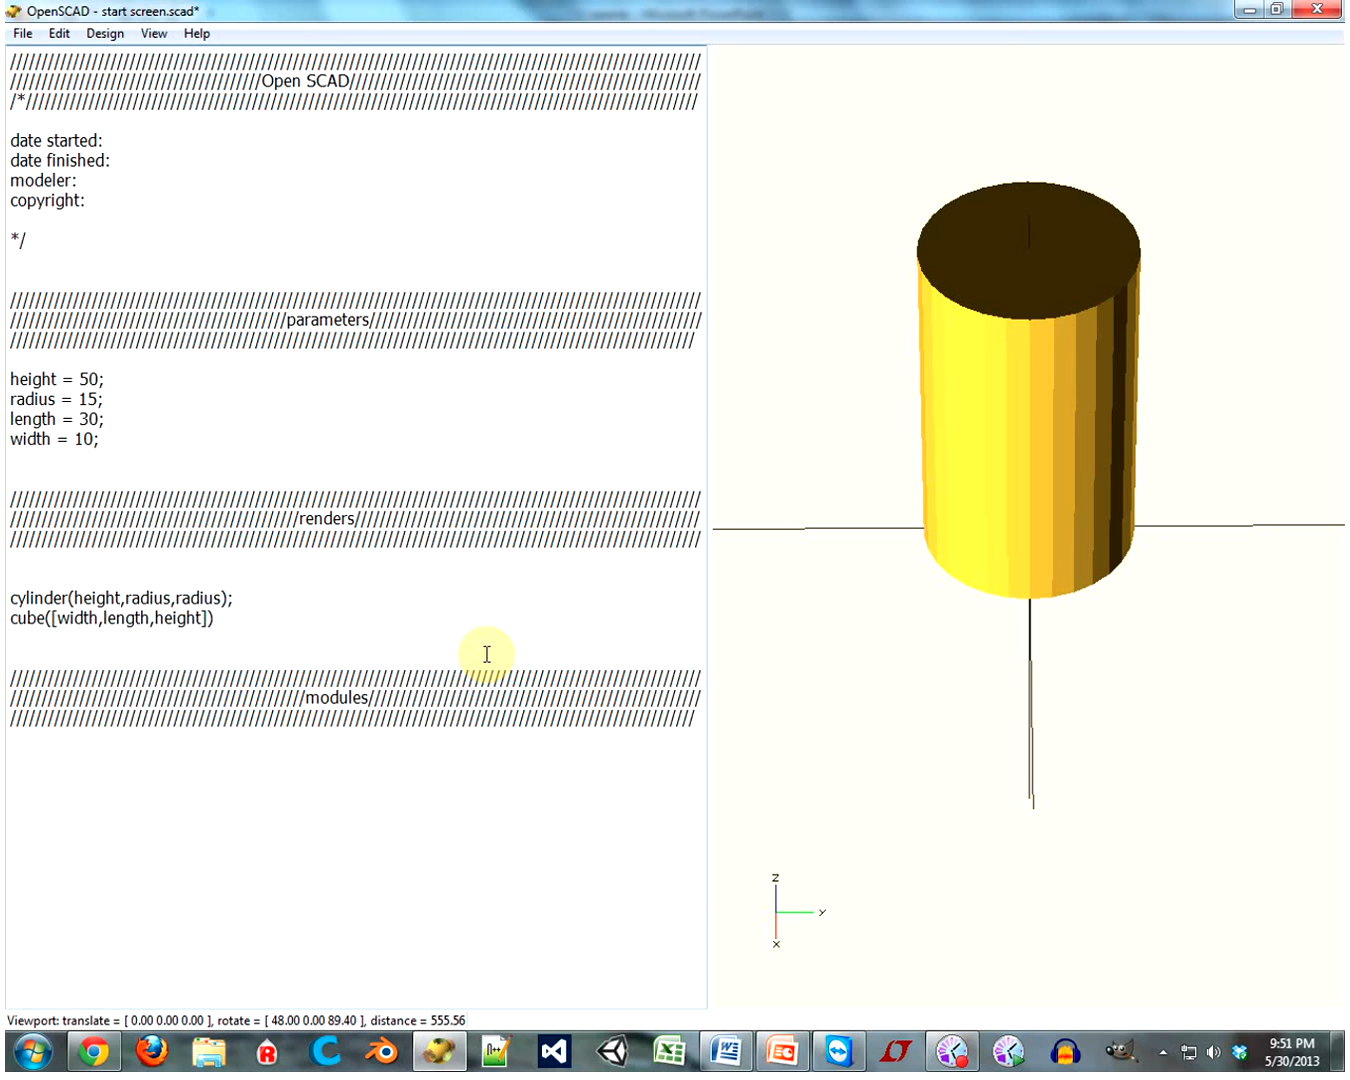 OpenSCAD - start screen.scad*
File Edit Design View Help
//////////////////////////////////////////////////////////////////////////////////////////////////////////////
////////////////////////////////////////Open SCAD////////////////////////////////////////////////////////
/*///////////////////////////////////////////////////////////////////////////////////////////////////////////
date started:
date finished:
modeler:
copyright:
*/
//////////////////////////////////////////////////////////////////////////////////////////////////////////////
////////////////////////////////////////////parameters/////////////////////////////////////////////////////
/////////////////////////////////////////////////////////////////////////////////////////////////////////////
height = 50;
radius = 15;
length = 30;
width = 10;
//////////////////////////////////////////////////////////////////////////////////////////////////////////////
//////////////////////////////////////////////renders///////////////////////////////////////////////////////
//////////////////////////////////////////////////////////////////////////////////////////////////////////////
cylinder(height,radius,radius);
cube([width,length,height])
//////////////////////////////////////////////////////////////////////////////////////////////////////////////
///////////////////////////////////////////////modules/////////////////////////////////////////////////////
/////////////////////////////////////////////////////////////////////////////////////////////////////////////
z
y
x
Viewport: translate = [ 0.00 0.00 0.00 ], rotate = [ 48.00 0.00 89.40 ], distance = 555.56
9:51 PM
5/30/2013